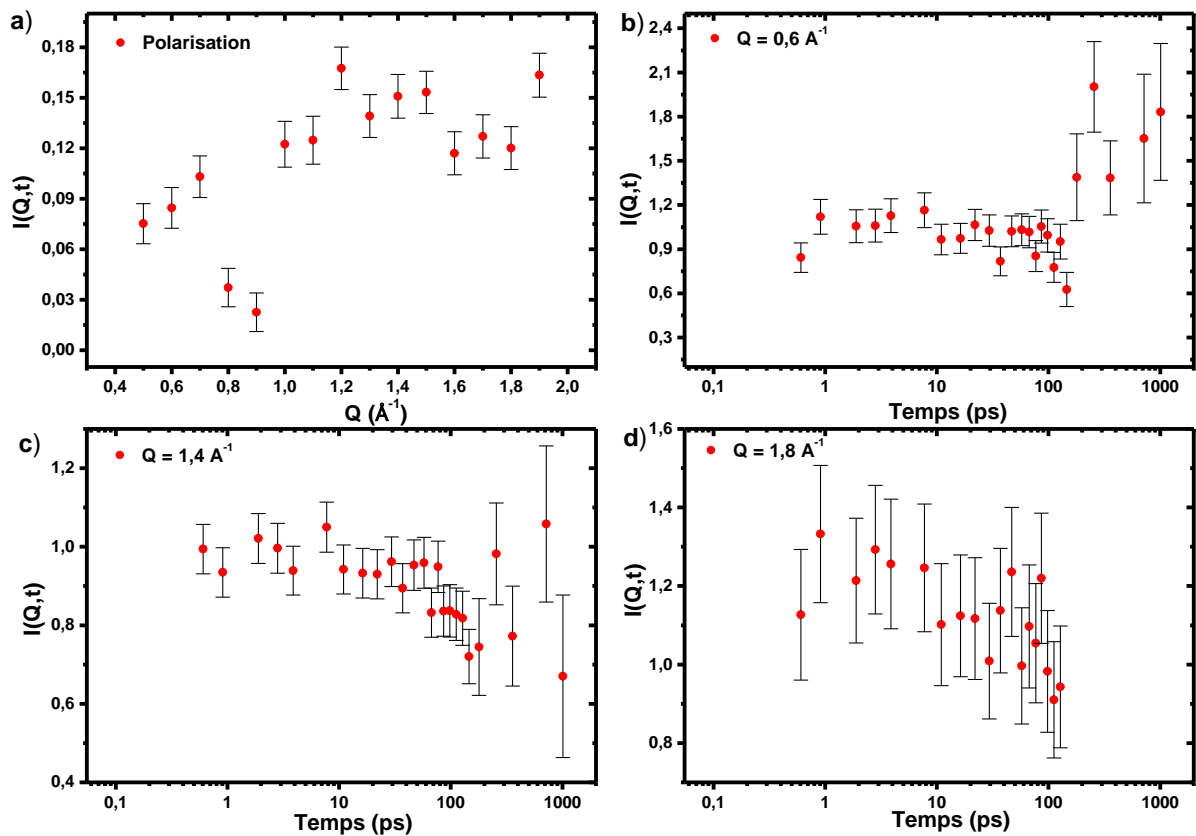 a)
Polarisation
I(Q,t)
0,18
0,15
0,12
0,09
0,06
0,03
0,00
0,4 0,6 0,8 1,0 1,2 1,4 1,6 1,8 2,0
Q (Å⁻¹)
b)
Q = 0,6 A⁻¹
I(Q,t)
2,4
2,1
1,8
1,5
1,2
0,9
0,6
0,3
0,1 1 10 100 1000
Temps (ps)
c)
Q = 1,4 A⁻¹
I(Q,t)
1,2
1,0
0,8
0,6
0,4
0,1 1 10 100 1000
Temps (ps)
d)
Q = 1,8 A⁻¹
I(Q,t)
1,6
1,4
1,2
1,0
0,8
0,1 1 10 100 1000
Temps (ps)